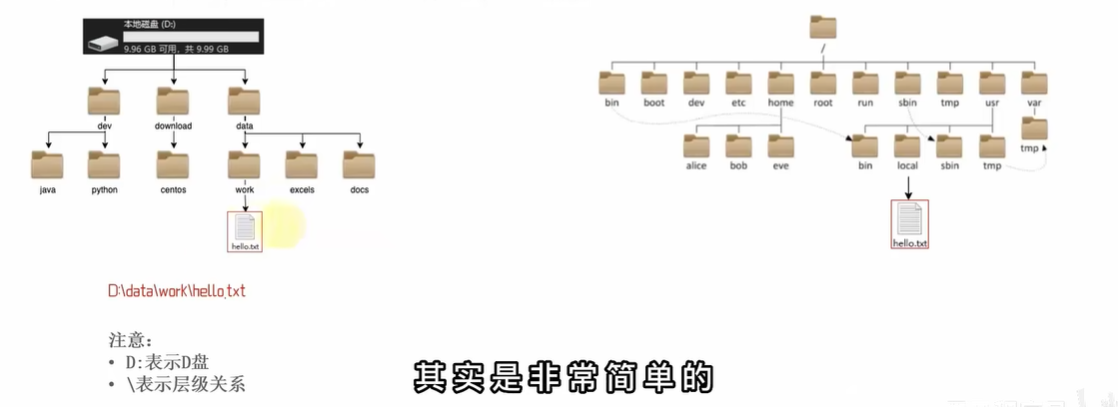 本地磁盘 (D:)
9.96 GB 可用，共 9.99 GB
dev download data
java python centos work excels docs
hello.txt
D:\data\work\hello.txt
注意：
• D:表示D盘
• \表示层级关系
/
bin boot dev etc home root run sbin tmp usr var
alice bob eve bin local sbin tmp tmp
hello.txt
其实是非常简单的